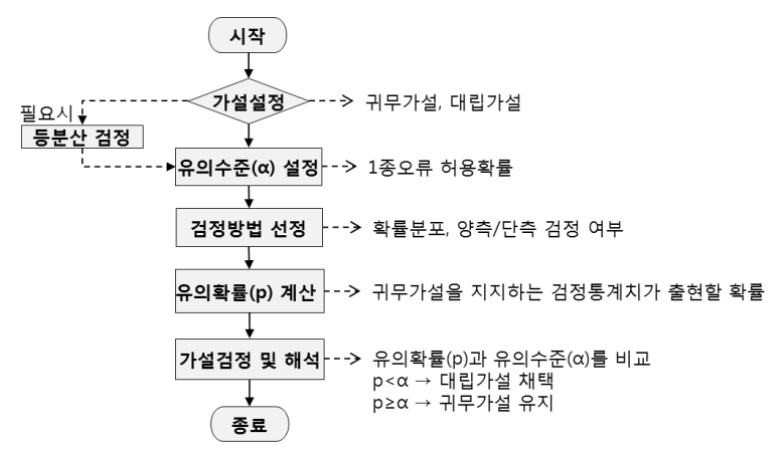 시작
가설설정
귀무가설, 대립가설
필요시
등분산 검정
유의수준(α) 설정
1종오류 허용확률
검정방법 선정
확률분포, 양측/단측 검정 여부
유의확률(p) 계산
귀무가설을 지지하는 검정통계치가 출현할 확률
가설검정 및 해석
유의확률(p)과 유의수준(α)를 비교
p<α → 대립가설 채택
p≥α → 귀무가설 유지
종료